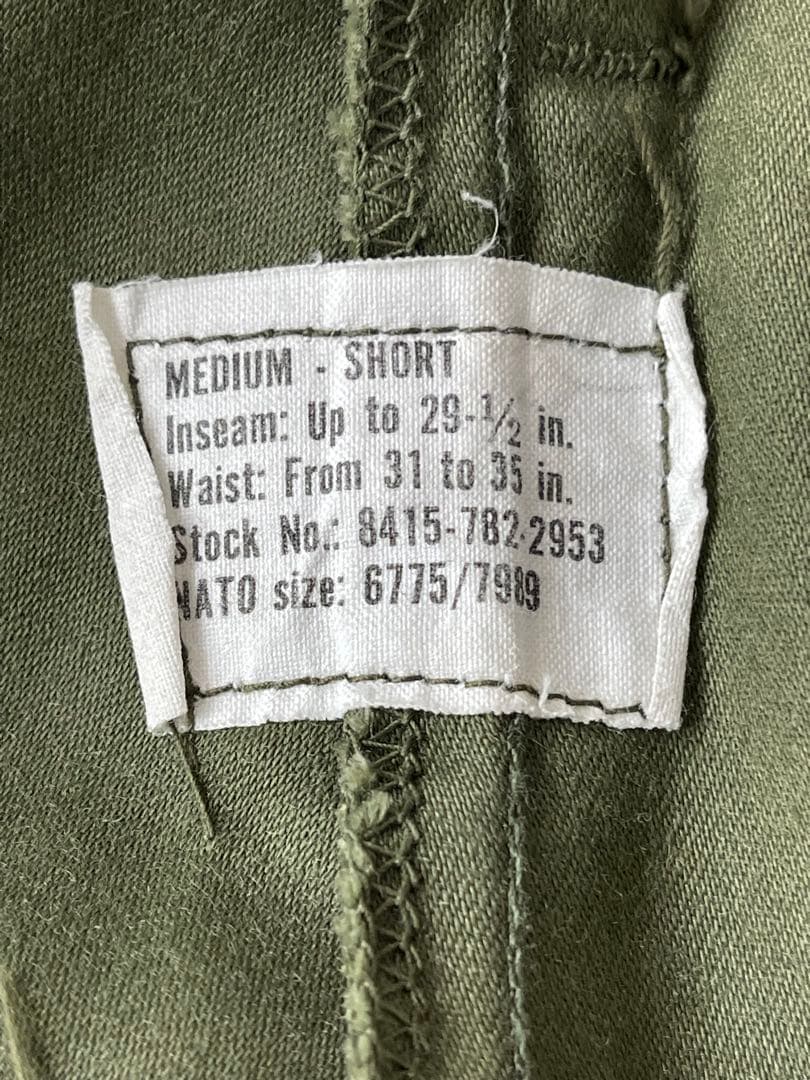 MEDIUM - SHORT
Inseam: Up to 29-1/2 in.
Waist: From 31 to 35 in.
Stock No.: 8415-782-2953
NATO size: 6775/7989